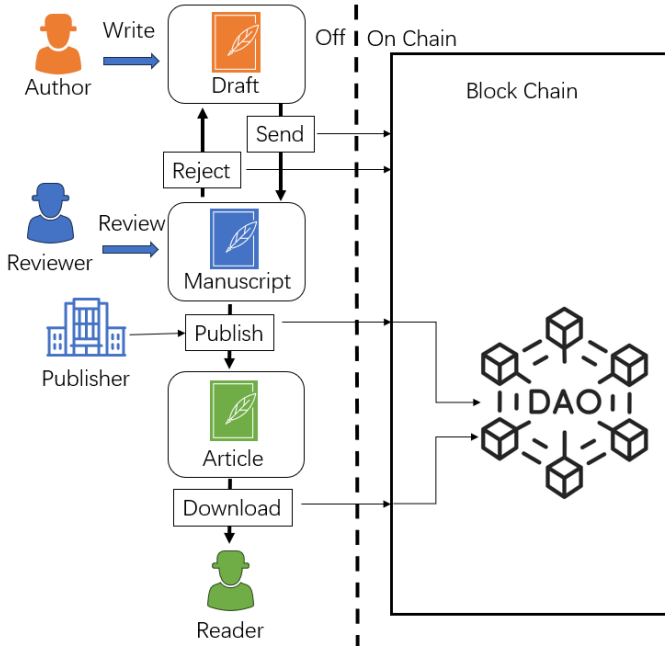 Write
Off
On Chain
Author
Draft
Block Chain
Send
Reject
Review
Reviewer
Manuscript
Publish
Publisher
DAO
Article
Download
Reader